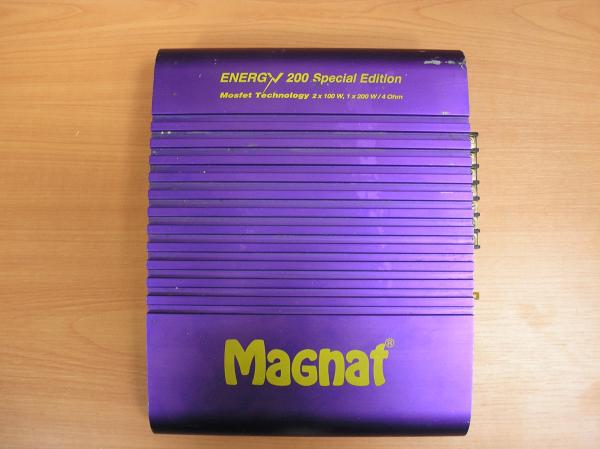 ENERGY 200 Special Edition
Mosfet Technology 2 x 100 W, 1 x 200 W / 4 Ohm
Magnat®